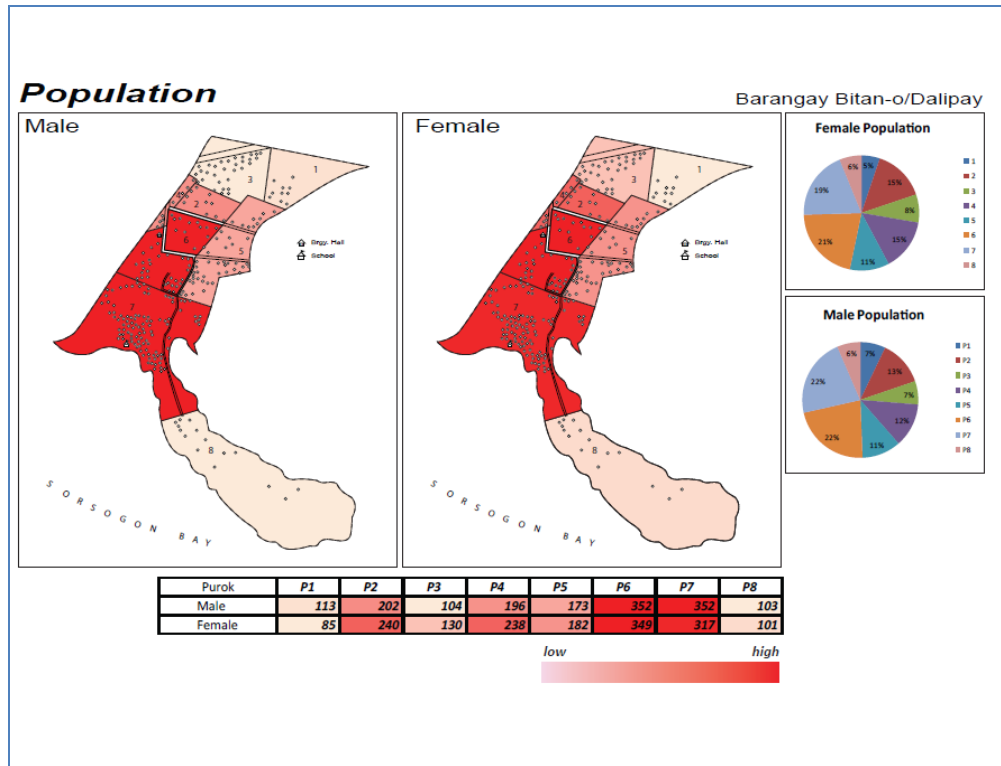 Population
Barangay Bitan-o/Dalipay
Male
3
1
2
6
5
7
8
Brgy. Hall
School
SORSOGON BAY
Female
3
1
2
6
5
7
8
Brgy. Hall
School
SORSOGON BAY
Female Population
5%
15%
8%
15%
11%
21%
19%
6%
1
2
3
4
5
6
7
8
Male Population
7%
13%
7%
12%
11%
22%
22%
6%
P1
P2
P3
P4
P5
P6
P7
P8
Purok P1 P2 P3 P4 P5 P6 P7 P8
Male 113 202 104 196 173 352 352 103
Female 85 240 130 238 182 349 317 101
low high